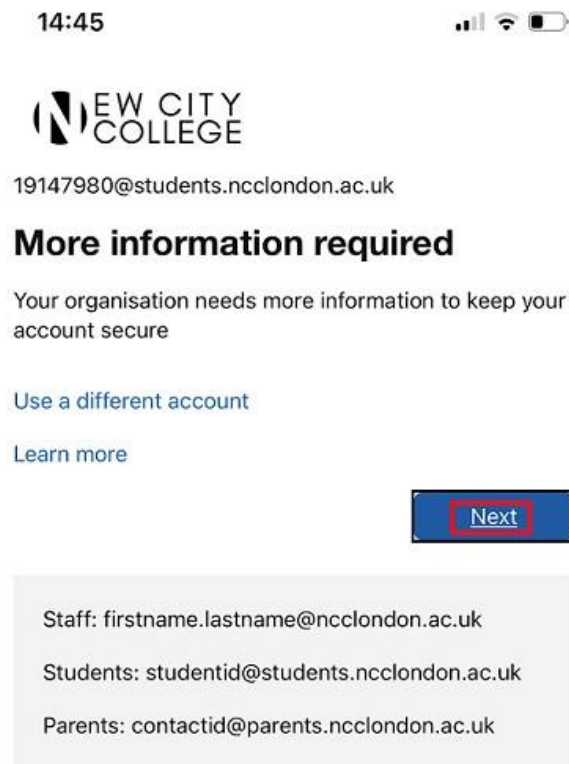 14:45
NEW CITY
COLLEGE
19147980@students.ncclondon.ac.uk
More information required
Your organisation needs more information to keep your
account secure
Use a different account
Learn more
Next
Staff: firstname.lastname@ncclondon.ac.uk
Students: studentid@students.ncclondon.ac.uk
Parents: contactid@parents.ncclondon.ac.uk